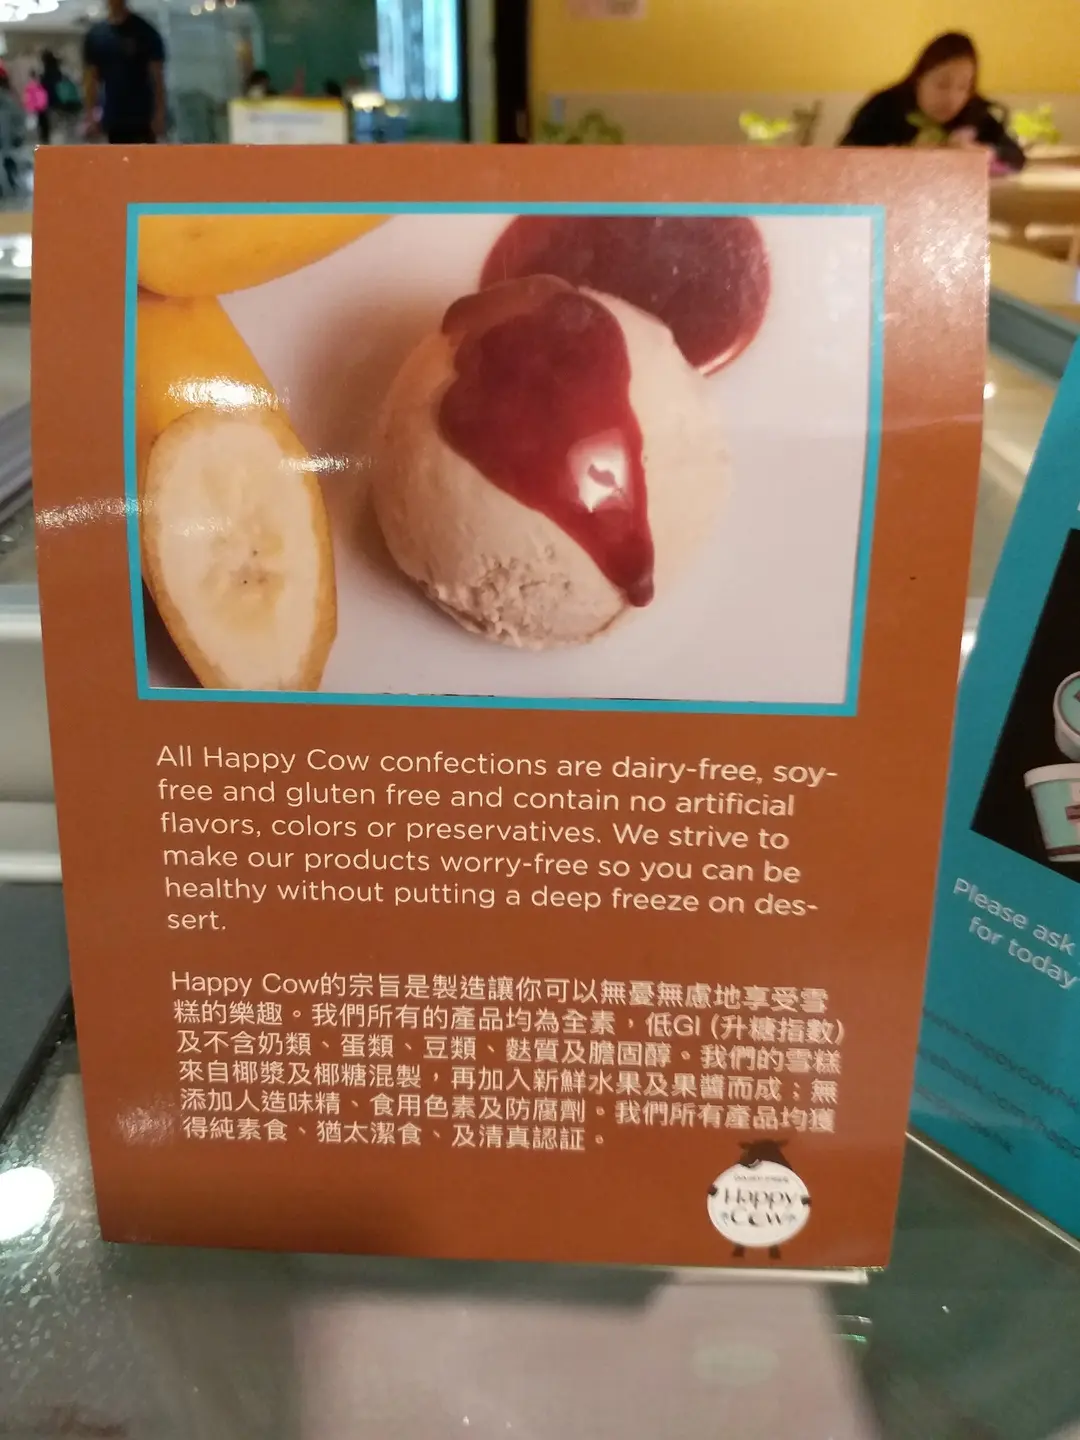 All Happy Cow confections are dairy-free, soy-
free and gluten free and contain no artificial
flavors, colors or preservatives. We strive to
make our products worry-free so you can be
healthy without putting a deep freeze on des-
sert.
Happy Cow的宗旨是製造讓你可以無憂無慮地享受雪
糕的樂趣。我們所有的產品均為全素，低GI (升糖指數)
及不含奶類、蛋類、豆類、麩質及膽固醇。我們的雪糕
來自椰漿及椰糖混製，再加入新鮮水果及果醬而成；無
添加人造味精、食用色素及防腐劑。我們所有產品均獲
得純素食、猶太潔食、及清真認証。
Happy
Cow
Please ask
for today